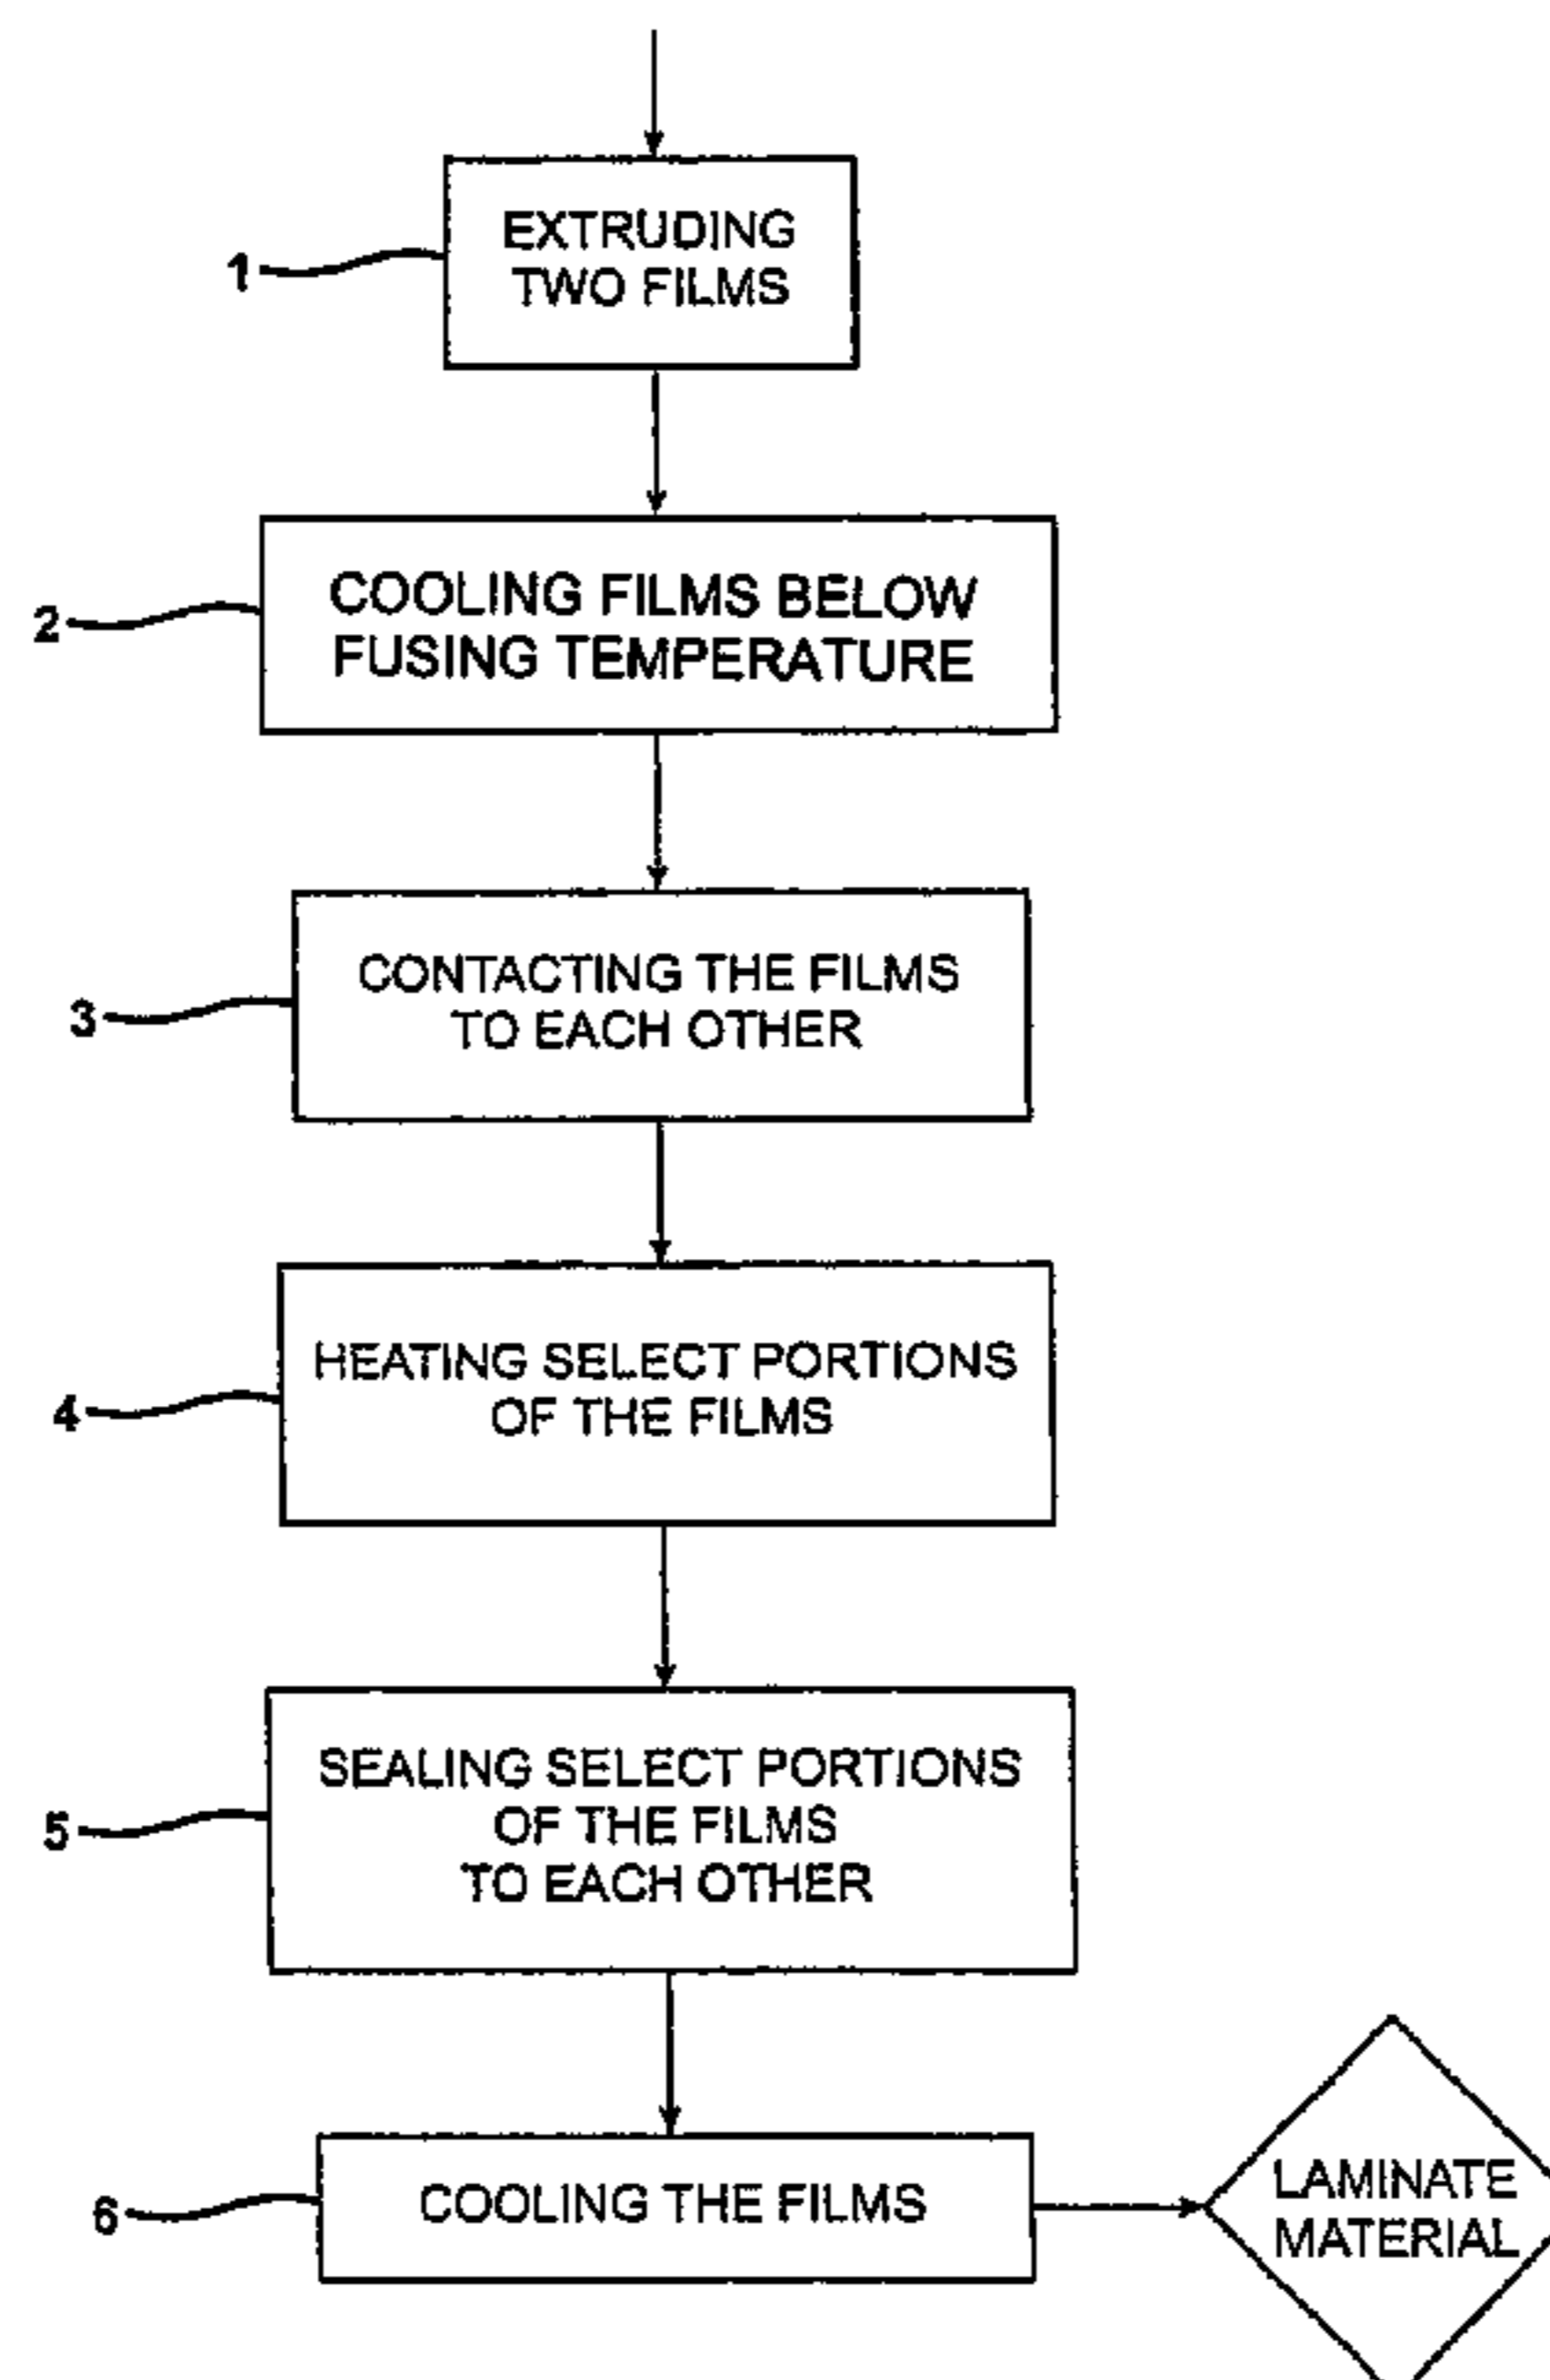 1
EXTRUDING
TWO FILMS
2
COOLING FILMS BELOW
FUSING TEMPERATURE
3
CONTACTING THE FILMS
TO EACH OTHER
4
HEATING SELECT PORTIONS
OF THE FILMS
5
SEALING SELECT PORTIONS
OF THE FILMS
TO EACH OTHER
6
COOLING THE FILMS
LAMINATE
MATERIAL